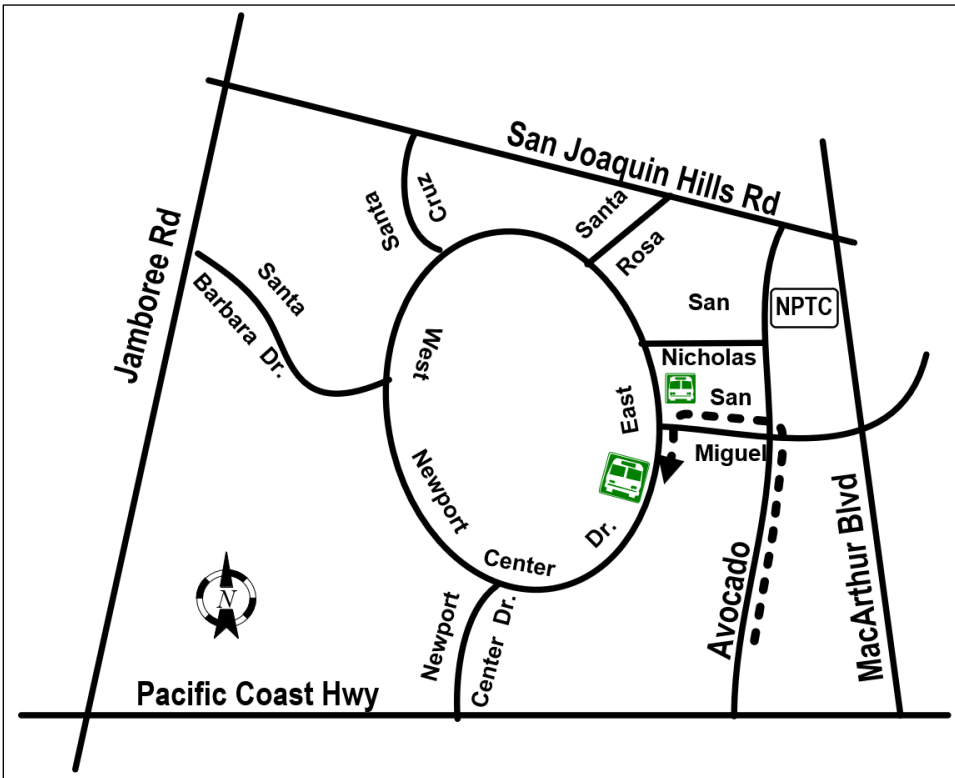 San Joaquin Hills Rd
Jamboree Rd
Santa Cruz
Santa Rosa
Santa
Barbara Dr.
San
Nicholas
NPTC
West
East
San
Miguel
Newport
Center
Dr.
Avocado
MacArthur Blvd
Newport
Center Dr.
N
Pacific Coast Hwy